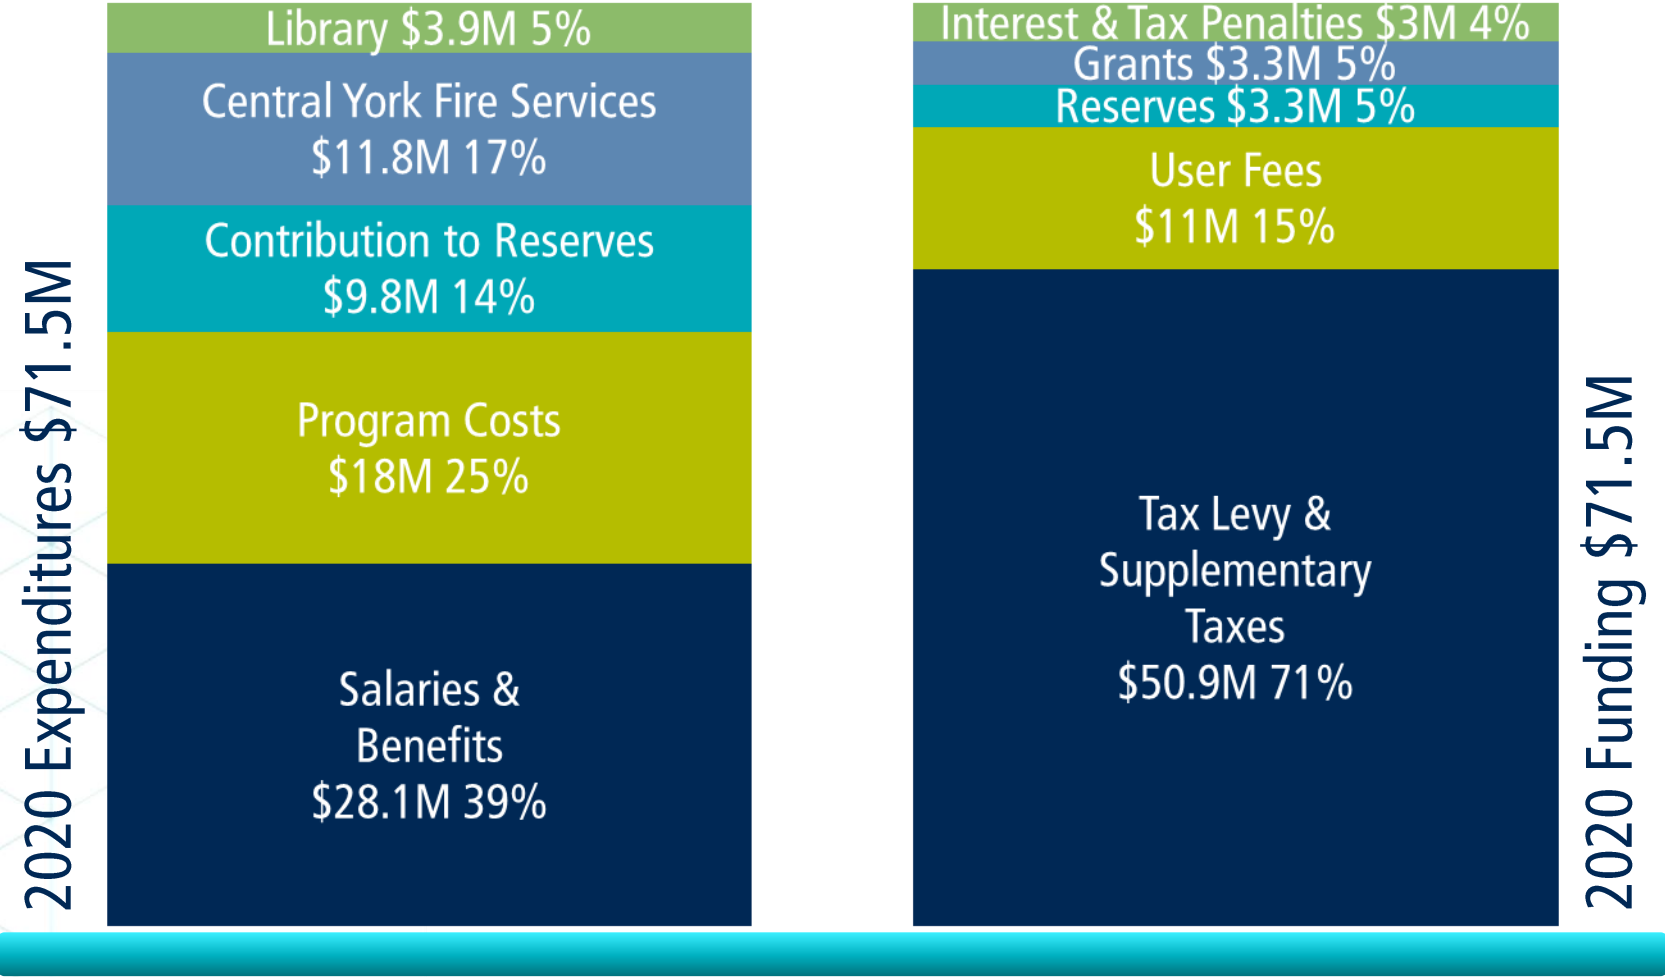 2020 Expenditures $71.5M
Library $3.9M 5%
Central York Fire Services
$11.8M 17%
Contribution to Reserves
$9.8M 14%
Program Costs
$18M 25%
Salaries &
Benefits
$28.1M 39%
Interest & Tax Penalties $3M 4%
Grants $3.3M 5%
Reserves $3.3M 5%
User Fees
$11M 15%
Tax Levy &
Supplementary
Taxes
$50.9M 71%
2020 Funding $71.5M